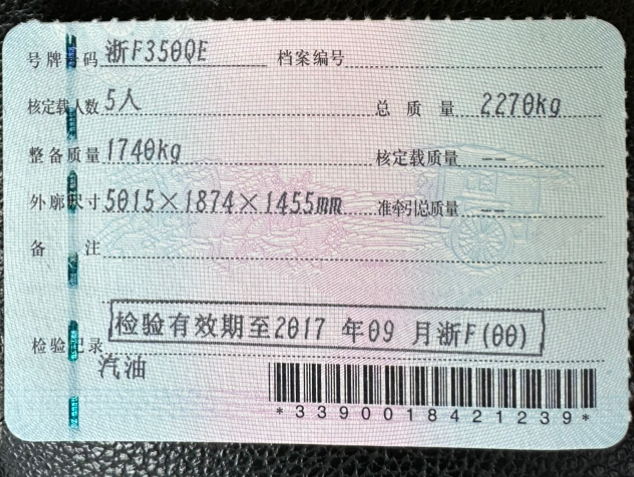 号牌号码 浙F350QE 档案编号
核定载人数 5人 总质量 2270kg
整备质量 1740kg 核定载质量 --
外廓尺寸 5015×1874×1455mm 准牵引总质量 --
备注
检验有效期至2017年09月浙F(00)
检验记录
汽油
*3390018421239*